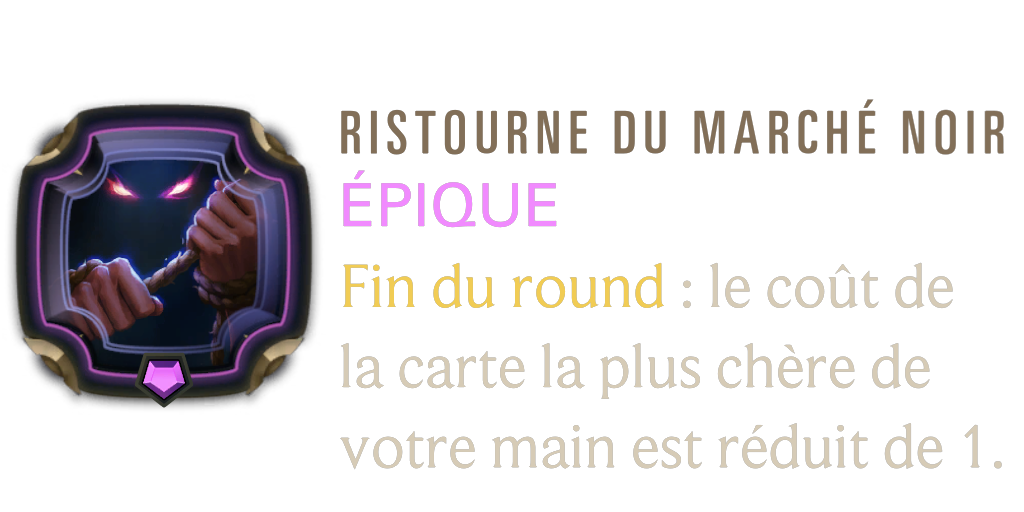 RISTOURNE DU MARCHÉ NOIR
ÉPIQUE
Fin du round : le coût de
la carte la plus chère de
votre main est réduit de 1.